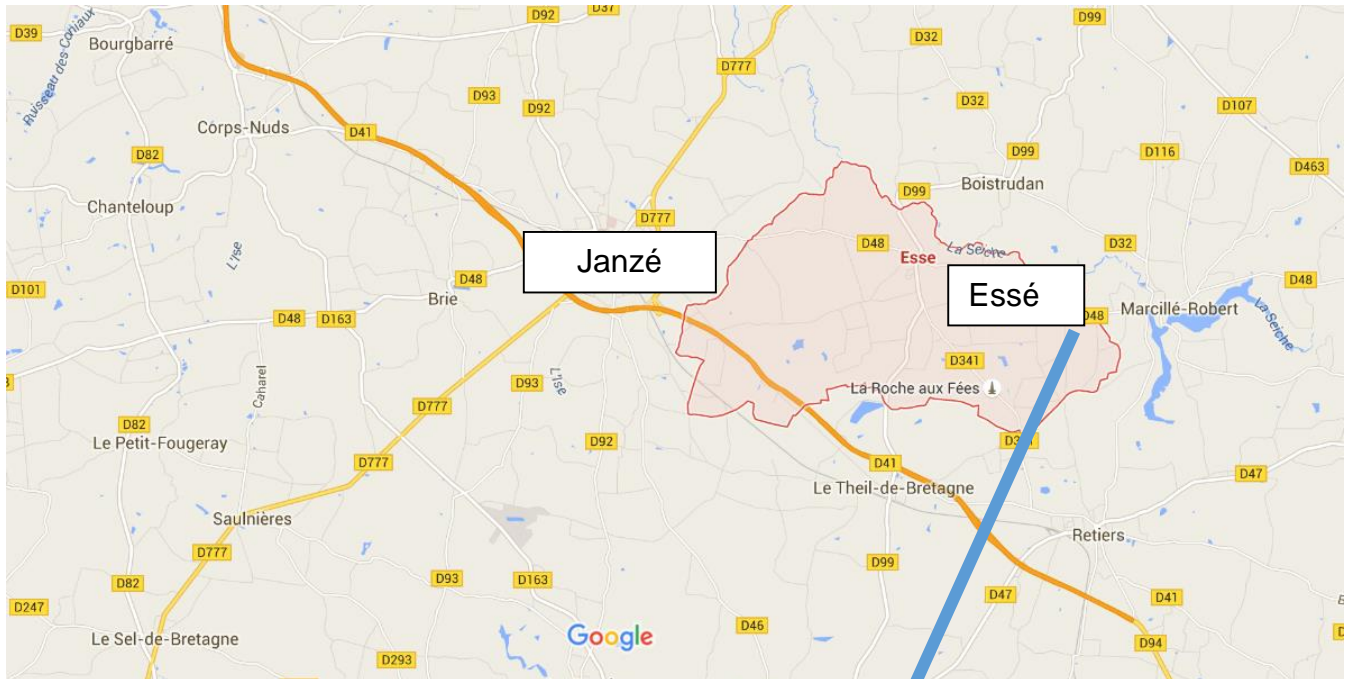 D92
D37
D99
D39
Bourgbarré
D32
D777
Ruisseau des Coniaux
D93
D92
D32
D107
Corps-Nuds
D41
D82
D99
D116
D463
Boistrudan
D99
Chanteloup
D777
L'Ise
Janzé
D48
Esse
La Seiche
D32
Essé
D48
D101
D48
Brie
D48
Marcillé-Robert
La Seiche
D48
D163
D341
Caharel
D93
L'Ise
La Roche aux Fées
D777
D82
Le Petit-Fougeray
D92
D777
D41
D47
Le Theil-de-Bretagne
Saulnières
Retiers
D777
D99
D82
D93
D163
D47
D41
D247
Le Sel-de-Bretagne
Google
D46
D94
D293